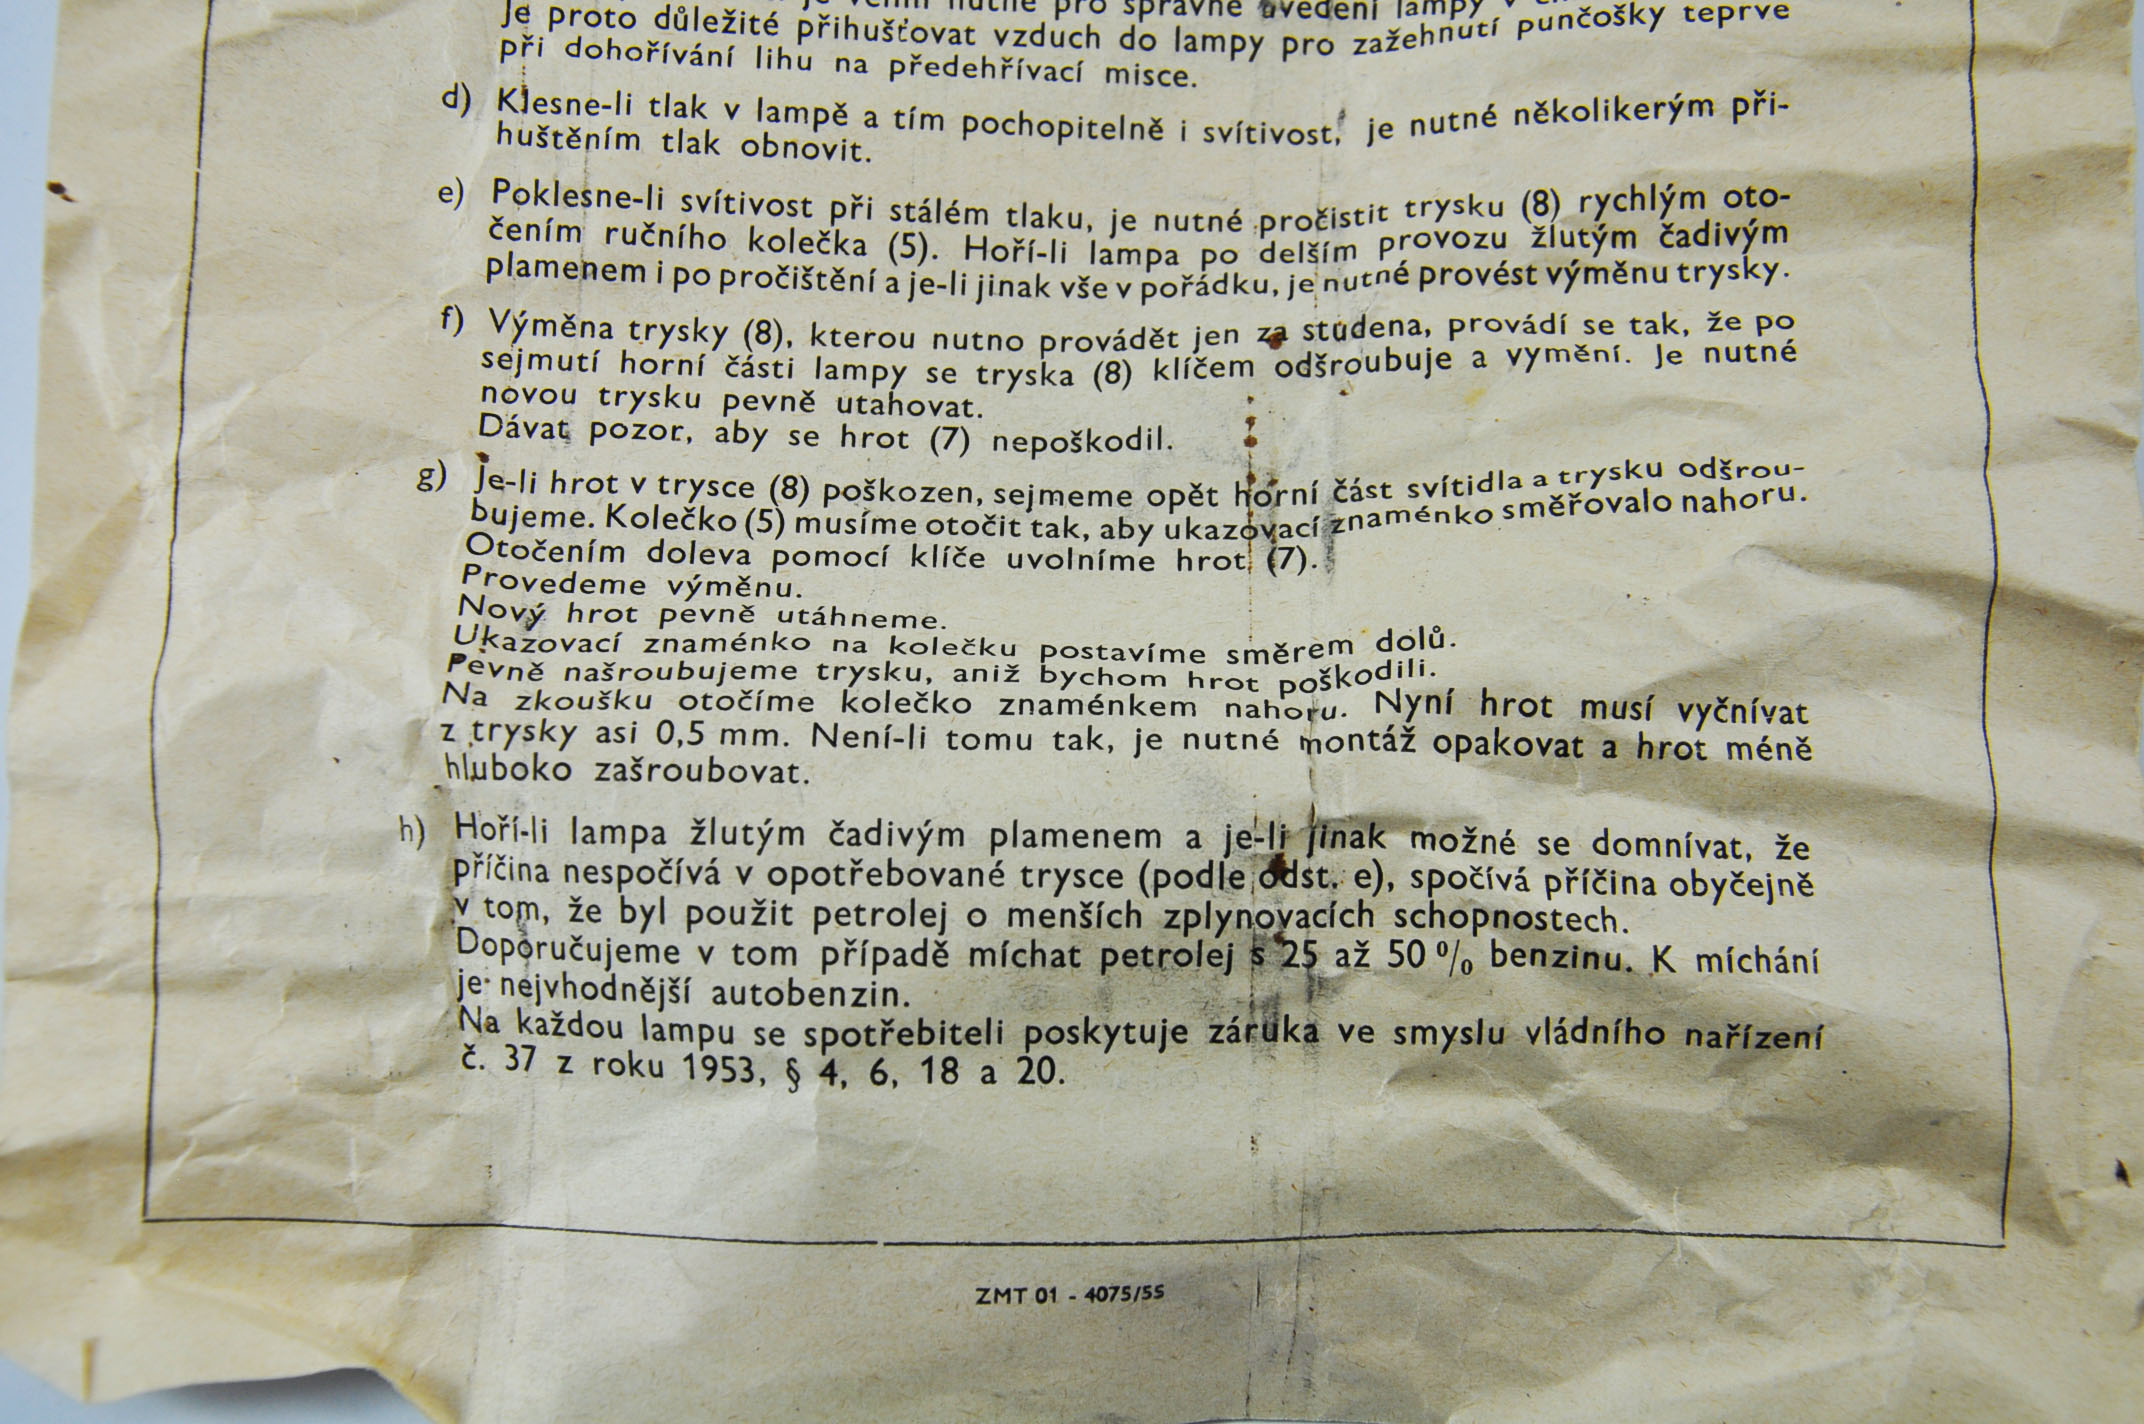 nutné pro správné uvedení lampy v
Je proto důležité přihušťovat vzduch do lampy pro zažehnutí punčošky teprve
při dohořívání lihu na předehřívací misce.
d) Klesne-li tlak v lampě a tím pochopitelně i svítivost, je nutné několikerým při-
huštěním tlak obnovit.
e) Poklesne-li svítivost při stálém tlaku, je nutné pročistit trysku (8) rychlým oto-
čením ručního kolečka (5). Hoří-li lampa po delším provozu žlutým čadivým
plamenem i po pročištění a je-li jinak vše v pořádku, je nutné provést výměnu trysky.
f) Výměna trysky (8), kterou nutno provádět jen za studena, provádí se tak, že po
sejmutí horní části lampy se tryska (8) klíčem odšroubuje a vymění. Je nutné
novou trysku pevně utahovat.
Dávat pozor, aby se hrot (7) nepoškodil.
g) Je-li hrot v trysce (8) poškozen, sejmeme opět horní část svítidla a trysku odšrou-
bujeme. Kolečko (5) musíme otočit tak, aby ukazovací znaménko směřovalo nahoru.
Otočením doleva pomocí klíče uvolníme hrot (7).
Provedeme výměnu.
Nový hrot pevně utáhneme.
Ukazovací znaménko na kolečku postavíme směrem dolů.
Pevně našroubujeme trysku, aniž bychom hrot poškodili.
Na zkoušku otočíme kolečko znaménkem nahoru. Nyní hrot musí vyčnívat
z trysky asi 0,5 mm. Není-li tomu tak, je nutné montáž opakovat a hrot méně
hluboko zašroubovat.
h) Hoří-li lampa žlutým čadivým plamenem a je-li jinak možné se domnívat, že
příčina nespočívá v opotřebované trysce (podle odst. e), spočívá příčina obyčejně
v tom, že byl použit petrolej o menších zplynovacích schopnostech.
Doporučujeme v tom případě míchat petrolej s 25 až 50 % benzinu. K míchání
je nejvhodnější autobenzin.
Na každou lampu se spotřebiteli poskytuje záruka ve smyslu vládního nařízení
č. 37 z roku 1953, § 4, 6, 18 a 20.
ZMT 01 - 4075/55